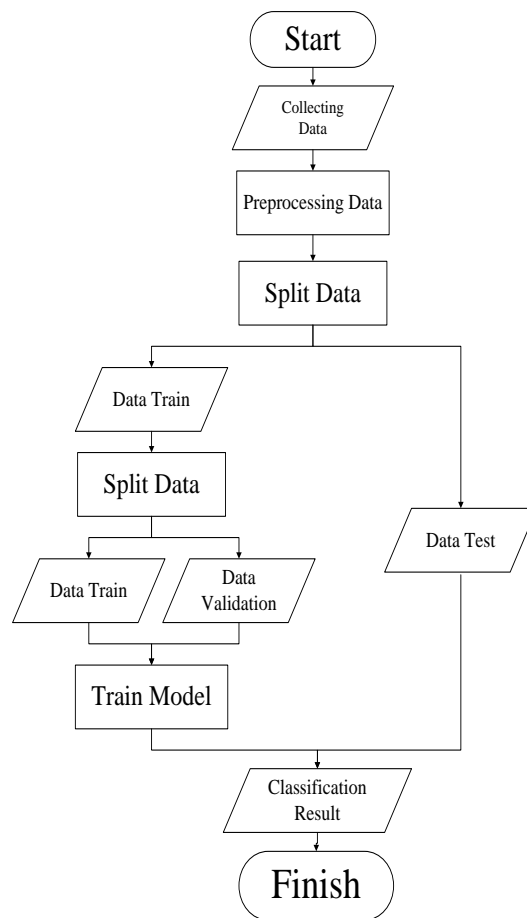 Start
Collecting
Data
Preprocessing Data
Split Data
Data Train
Split Data
Data Test
Data Train
Data
Validation
Train Model
Classification
Result
Finish